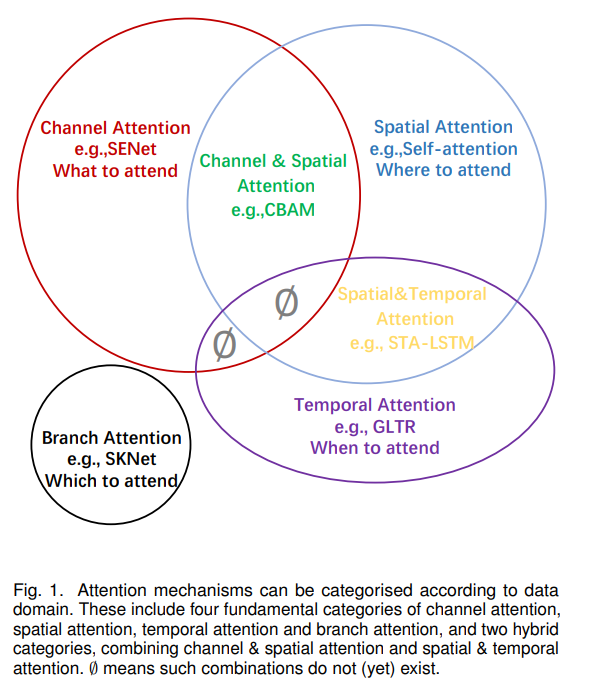 Channel Attention
e.g.,SENet
What to attend
Spatial Attention
e.g.,Self-attention
Where to attend
Channel & Spatial
Attention
e.g.,CBAM
∅
∅
Spatial&Temporal
Attention
e.g., STA-LSTM
Temporal Attention
e.g., GLTR
When to attend
Branch Attention
e.g., SKNet
Which to attend
Fig. 1. Attention mechanisms can be categorised according to data
domain. These include four fundamental categories of channel attention,
spatial attention, temporal attention and branch attention, and two hybrid
categories, combining channel & spatial attention and spatial & temporal
attention. ∅ means such combinations do not (yet) exist.